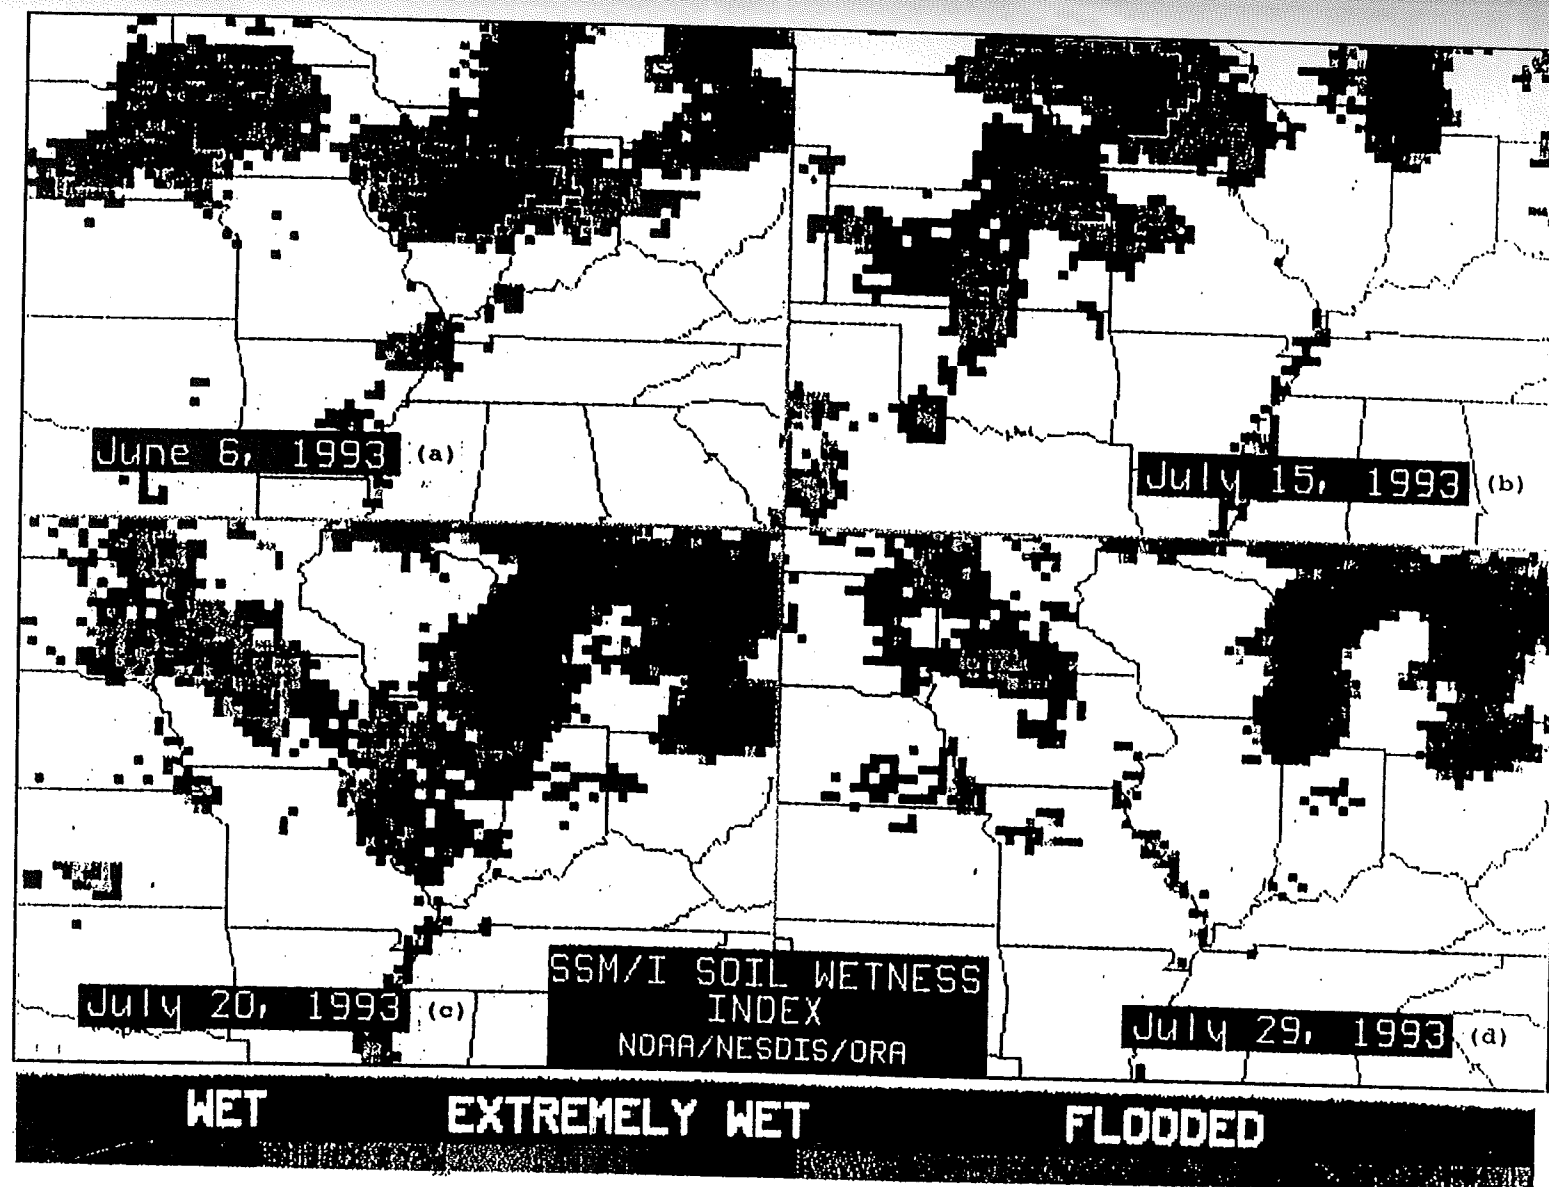 June 6, 1993 (a)
July 15, 1993 (b)
July 20, 1993 (c)
SSM/I SOIL WETNESS
INDEX
NOAA/NESDIS/ORA
July 29, 1993 (d)
WET EXTREMELY WET FLOODED